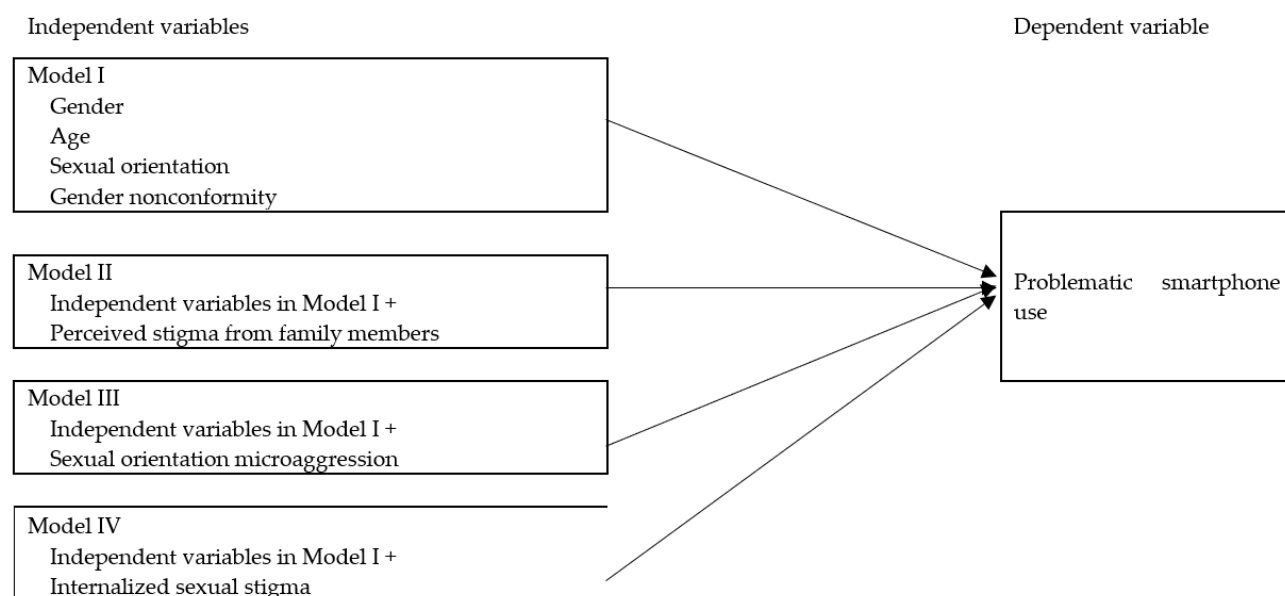 Independent variables
Dependent variable
Model I
Gender
Age
Sexual orientation
Gender nonconformity
Model II
Independent variables in Model I +
Perceived stigma from family members
Model III
Independent variables in Model I +
Sexual orientation microaggression
Model IV
Independent variables in Model I +
Internalized sexual stigma
Problematic smartphone
use